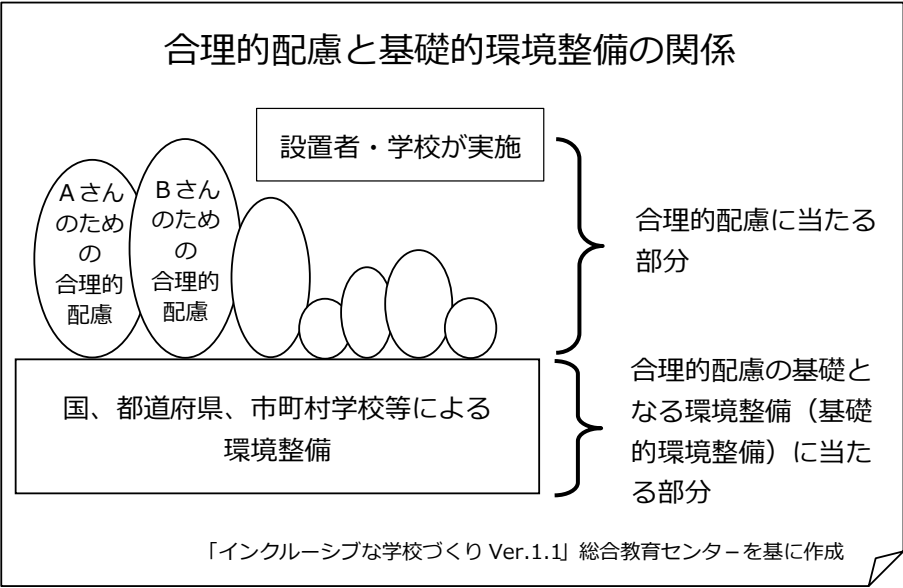 合理的配慮と基礎的環境整備の関係
設置者・学校が実施
Aさん
のため
の
合理的
配慮
Bさん
のため
の
合理的
配慮
合理的配慮に当たる
部分
国、都道府県、市町村学校等による
環境整備
合理的配慮の基礎と
なる環境整備（基礎
的環境整備）に当た
る部分
「インクルーシブな学校づくり Ver.1.1」総合教育センタ－を基に作成